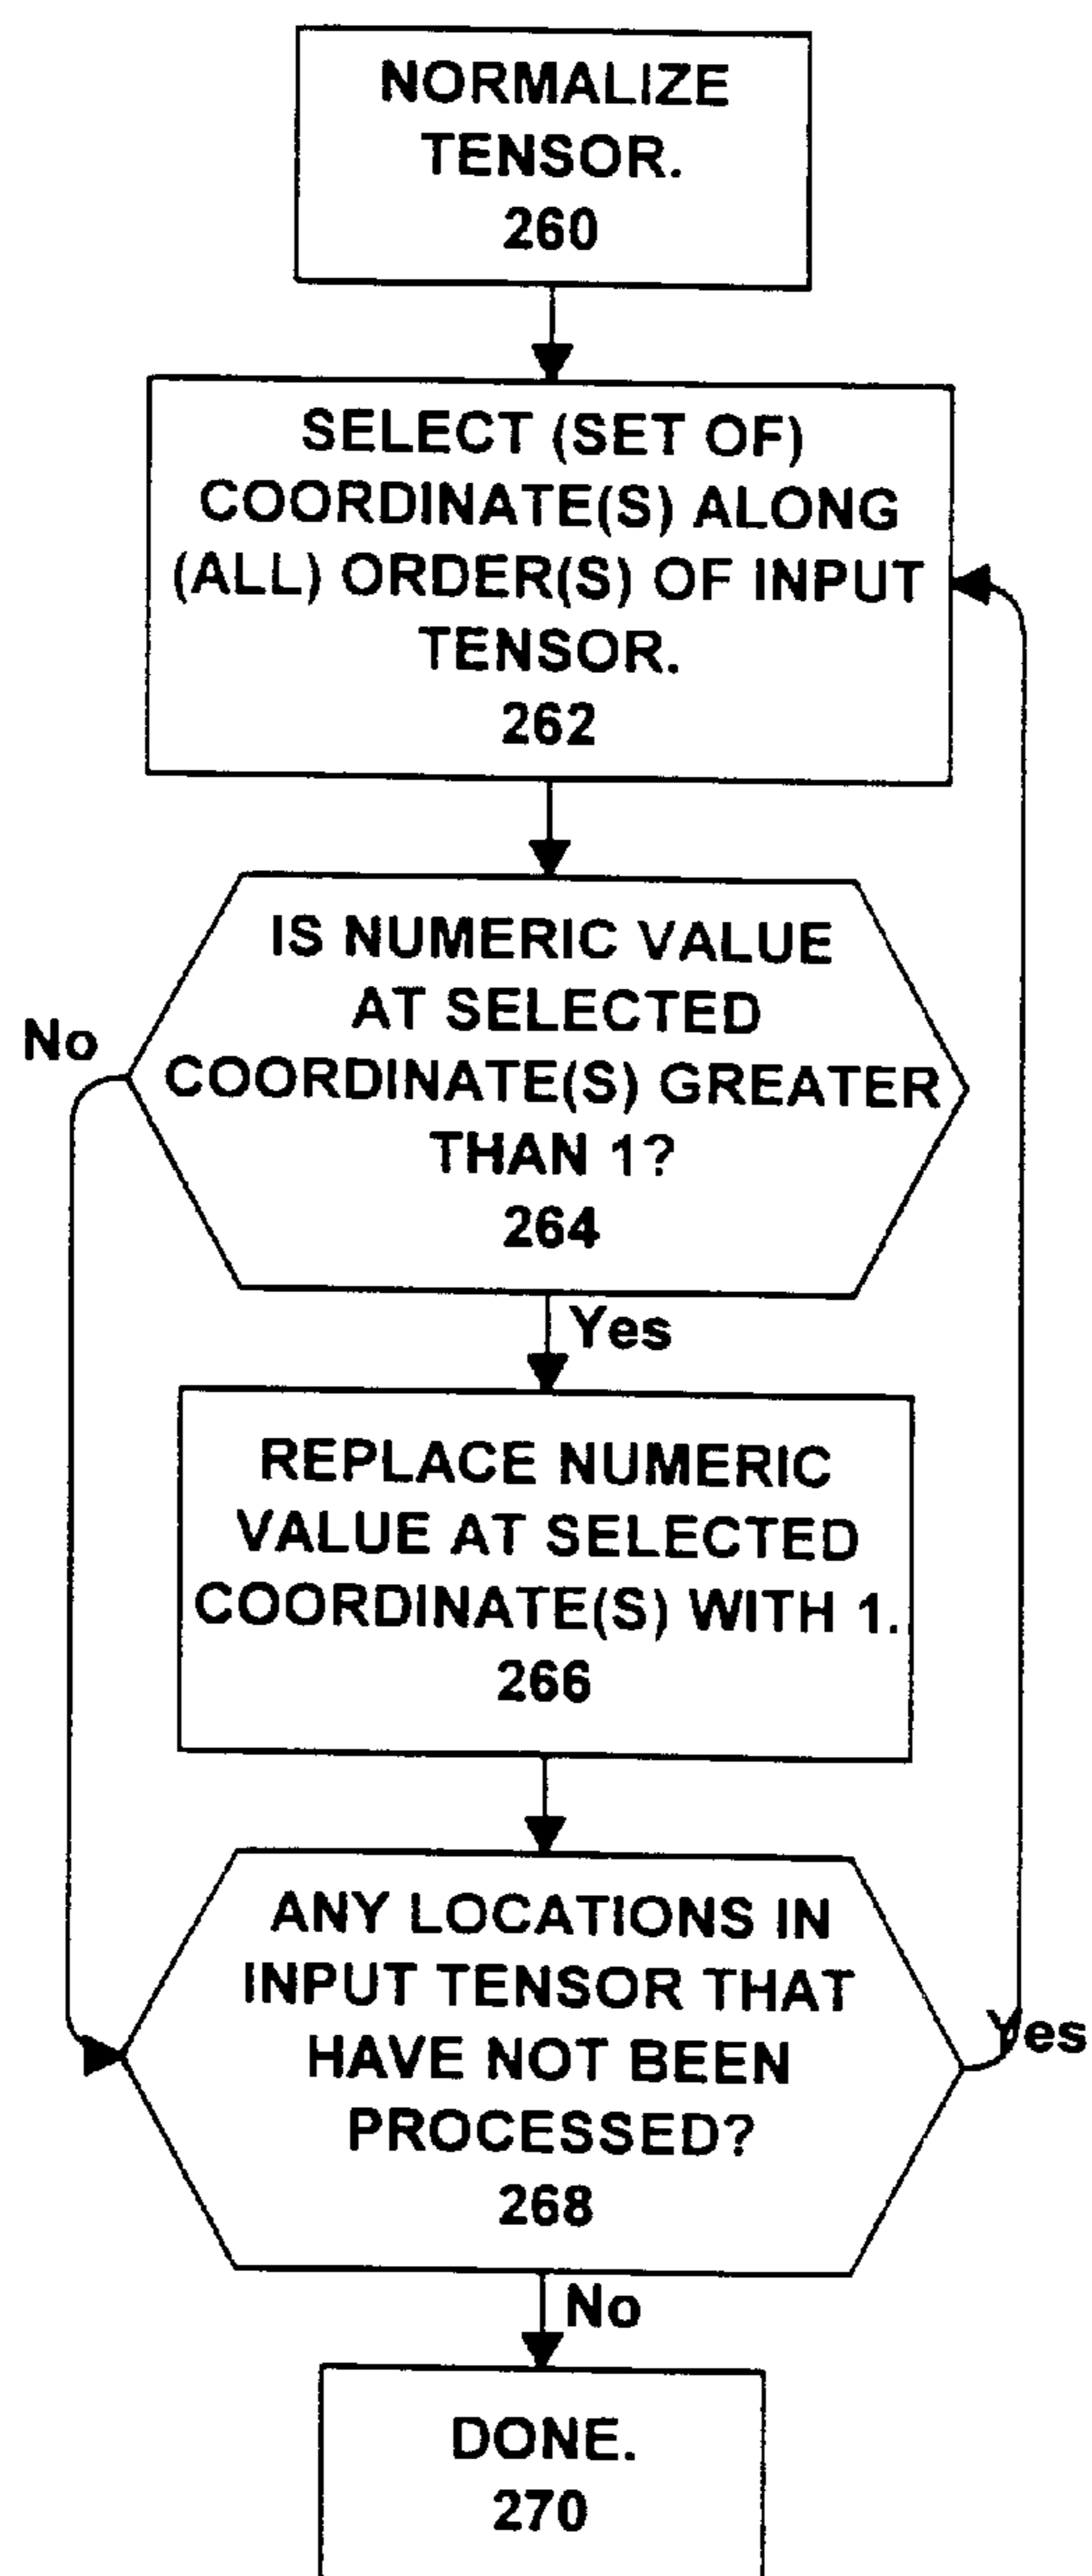 NORMALIZE
TENSOR.
260
SELECT (SET OF)
COORDINATE(S) ALONG
(ALL) ORDER(S) OF INPUT
TENSOR.
262
IS NUMERIC VALUE
AT SELECTED
COORDINATE(S) GREATER
THAN 1?
264
No
Yes
REPLACE NUMERIC
VALUE AT SELECTED
COORDINATE(S) WITH 1.
266
ANY LOCATIONS IN
INPUT TENSOR THAT
HAVE NOT BEEN
PROCESSED?
268
Yes
No
DONE.
270